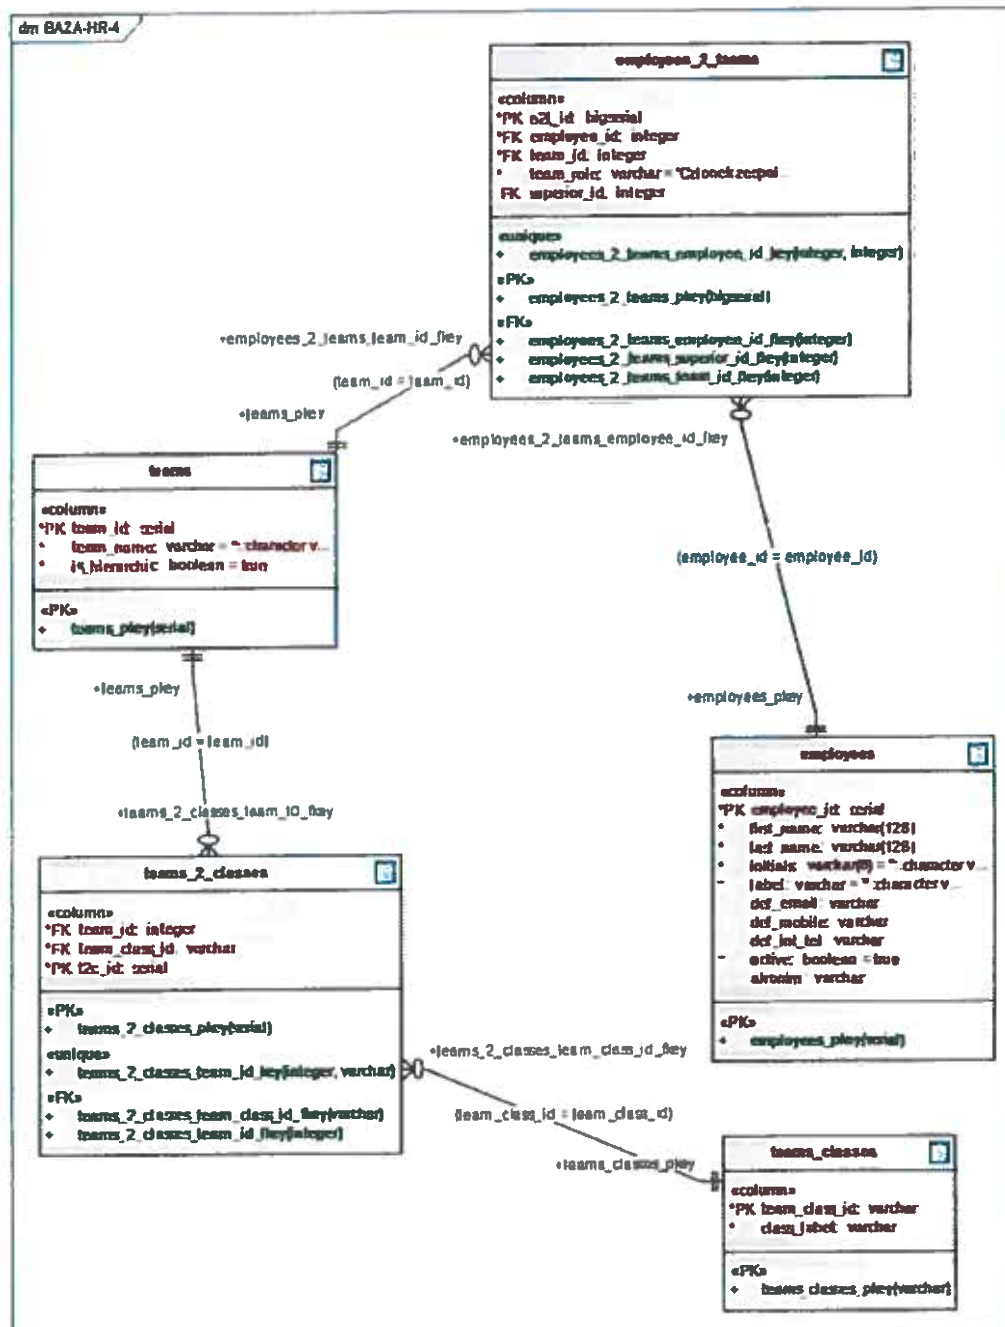 dm BAZA-HR-4
employees_2_teams
«column»
*PK e2t_id: bigserial
*FK employee_id: integer
*FK team_id: integer
* team_role: varchar =
FK superior_id: integer
«unique»
+ employees_2_teams_employee_id_key(integer, integer)
«PK»
+ employees_2_teams_pkey(bigserial)
«FK»
+ employees_2_teams_employee_id_fkey(integer)
+ employees_2_teams_superior_id_fkey(integer)
+ employees_2_teams_team_id_fkey(integer)
+employees_2_teams_team_id_fkey
(team_id = team_id)
+teams_pkey
+employees_2_teams_employee_id_fkey
teams
«column»
*PK team_id: serial
* team_name: varchar = '' character v...
* is_hierarchic: boolean = true
«PK»
+ teams_pkey(serial)
(employee_id = employee_id)
+teams_pkey
+employees_pkey
(team_id = team_id)
employees
«column»
*PK employee_id: serial
* first_name: varchar(128)
* last_name: varchar(128)
* initials: varchar(8) = '' character v...
* label: varchar = '' character v...
def_email: varchar
def_mobile: varchar
def_int_tel: varchar
* active: boolean = true
akronim: varchar
«PK»
+ employees_pkey(serial)
+teams_2_classes_team_id_fkey
teams_2_classes
«column»
*FK team_id: integer
*FK team_class_id: varchar
*PK t2c_id: serial
«PK»
+ teams_2_classes_pkey(serial)
«unique»
+ teams_2_classes_team_id_key(integer, varchar)
«FK»
+ teams_2_classes_team_class_id_fkey(varchar)
+ teams_2_classes_team_id_fkey(integer)
+teams_2_classes_team_class_id_fkey
(team_class_id = team_class_id)
+teams_classes_pkey
teams_classes
«column»
*PK team_class_id: varchar
* class_label: varchar
«PK»
+ teams_classes_pkey(varchar)